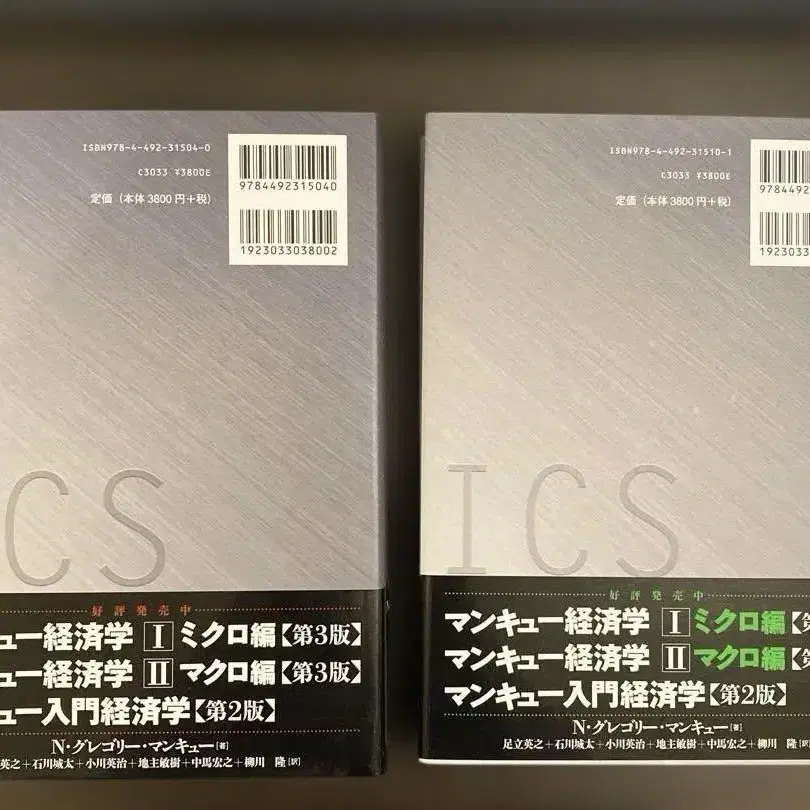 ISBN978-4-492-31504-0
C3033 ¥3800E
定価（本体3800円+税）
9784492315040
1923033038002
CS
好評発売中
ュー経済学 Ⅰ ミクロ編【第3版】
ュー経済学 Ⅱ マクロ編【第3版】
ュー入門経済学【第2版】
N・グレゴリー・マンキュー[著]
英之+石川城太+小川英治+地主敏樹+中馬宏之+柳川 隆[訳]
ISBN978-4-492-31510-1
C3033 ¥3800E
定価（本体3800円+税）
978449
19230
ICS
好評発売中
マンキュー経済学 Ⅰ ミクロ編【第
マンキュー経済学 Ⅱ マクロ編【第
マンキュー入門経済学【第2版】
N・グレゴリー・マンキュー[著]
足立英之+石川城太+小川英治+地主敏樹+中馬宏之+柳川 隆[訳]